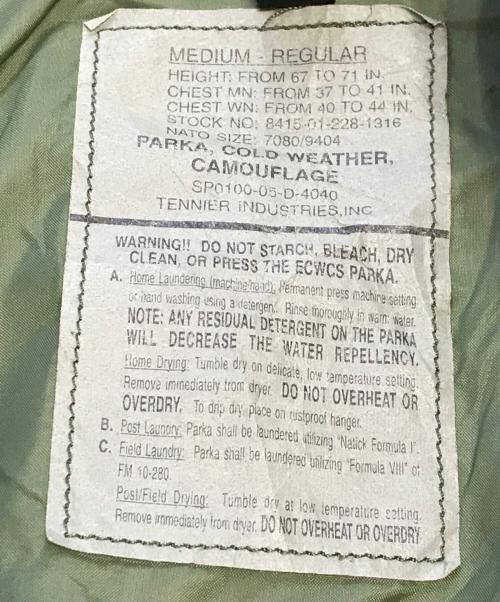 MEDIUM - REGULAR
HEIGHT: FROM 67 TO 71 IN.
CHEST MN: FROM 37 TO 41 IN.
CHEST WN: FROM 40 TO 44 IN.
STOCK NO: 8415-01-228-1316
NATO SIZE: 7080/9404
PARKA, COLD WEATHER,
CAMOUFLAGE
SP0100-05-D-4040
TENNIER INDUSTRIES, INC
WARNING!! DO NOT STARCH, BLEACH, DRY
CLEAN, OR PRESS THE ECWCS PARKA.
A. Home Laundering (machine/hand): Permanent press machine setting
or hand washing using a detergent. Rinse thoroughly in warm water.
NOTE: ANY RESIDUAL DETERGENT ON THE PARKA
WILL DECREASE THE WATER REPELLENCY.
Home Drying: Tumble dry on delicate, low temperature setting.
Remove immediately from dryer. DO NOT OVERHEAT OR
OVERDRY. To drip dry, place on rustproof hanger.
B. Post Laundry: Parka shall be laundered utilizing "Natick Formula I".
C. Field Laundry: Parka shall be laundered utilizing "Formula VIII" of
FM 10-280.
Post/Field Drying: Tumble dry at low temperature setting.
Remove immediately from dryer. DO NOT OVERHEAT OR OVERDRY